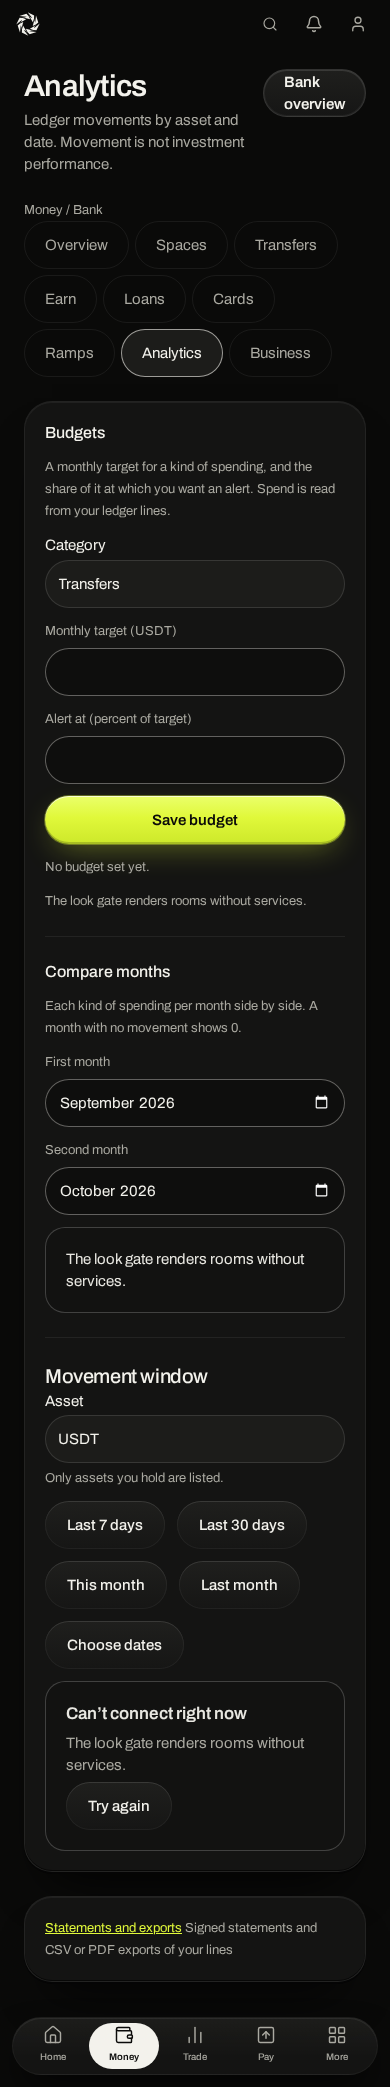 Analytics
Bank
overview
Ledger movements by asset and
date. Movement is not investment
performance.
Money / Bank
Overview
Spaces
Transfers
Earn
Loans
Cards
Ramps
Analytics
Business
Budgets
A monthly target for a kind of spending, and the
share of it at which you want an alert. Spend is read
from your ledger lines.
Category
Transfers
Monthly target (USDT)
Alert at (percent of target)
Save budget
No budget set yet.
The look gate renders rooms without services.
Compare months
Each kind of spending per month side by side. A
month with no movement shows 0.
First month
September 2026
Second month
October 2026
The look gate renders rooms without
services.
Movement window
Asset
USDT
Only assets you hold are listed.
Last 7 days
Last 30 days
This month
Last month
Choose dates
Can’t connect right now
The look gate renders rooms without
services.
Try again
Statements and exports Signed statements and
CSV or PDF exports of your lines
Home
Money
Trade
Pay
More